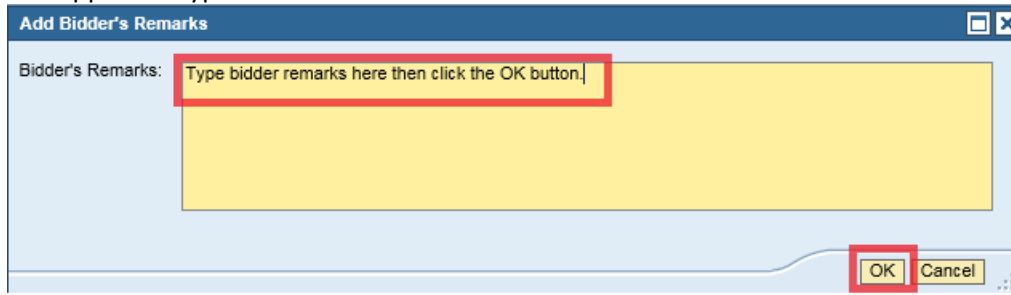 Add Bidder's Remarks
Bidder's Remarks: Type bidder remarks here then click the OK button.
OK Cancel